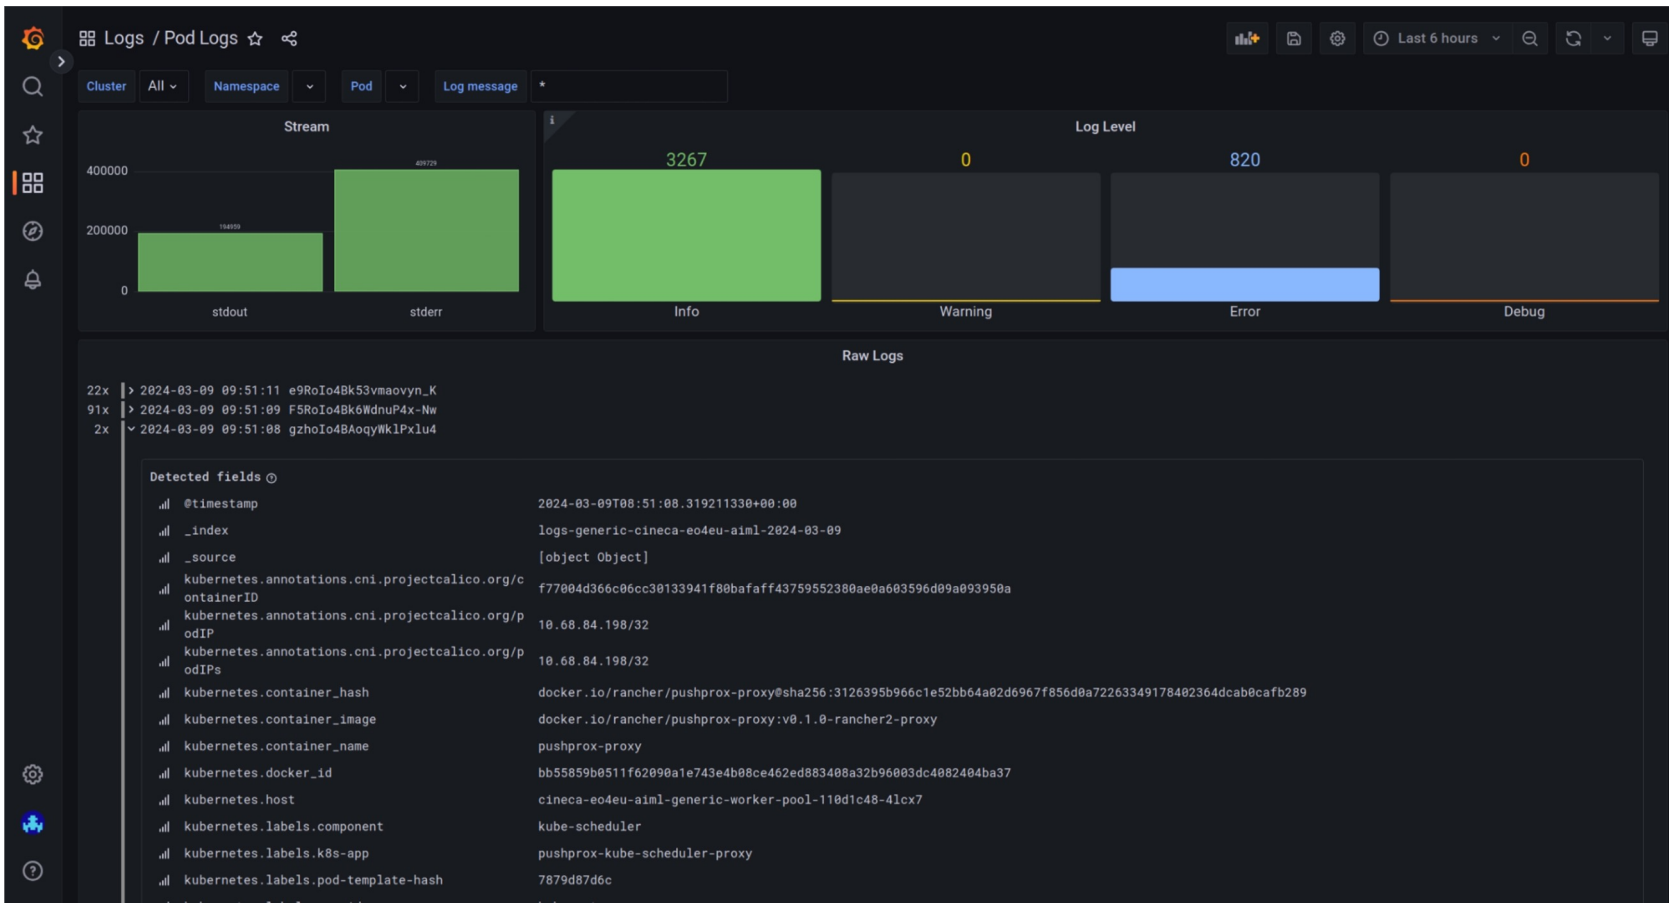 Logs / Pod Logs
Last 6 hours
Cluster All Namespace Pod Log message *
Stream
400000
200000
0
194959
409729
stdout stderr
i
Log Level
3267 0 820 0
Info Warning Error Debug
Raw Logs
22x 2024-03-09 09:51:11 e9RoIo4Bk53vmaovyn_K
91x 2024-03-09 09:51:09 F5RoIo4Bk6WdnuP4x-Nw
2x 2024-03-09 09:51:08 gzhoIo4BAoqyWklPxlu4
Detected fields
@timestamp 2024-03-09T08:51:08.319211330+00:00
_index logs-generic-cineca-eo4eu-aiml-2024-03-09
_source [object Object]
kubernetes.annotations.cni.projectcalico.org/c
ontainerID f77004d366c06cc30133941f80bafaff43759552380ae0a603596d09a093950a
kubernetes.annotations.cni.projectcalico.org/p
odIP 10.68.84.198/32
kubernetes.annotations.cni.projectcalico.org/p
odIPs 10.68.84.198/32
kubernetes.container_hash docker.io/rancher/pushprox-proxy@sha256:3126395b966c1e52bb64a02d6967f856d0a72263349178402364dcab0cafb289
kubernetes.container_image docker.io/rancher/pushprox-proxy:v0.1.0-rancher2-proxy
kubernetes.container_name pushprox-proxy
kubernetes.docker_id bb55859b0511f62090a1e743e4b08ce462ed883408a32b96003dc4082404ba37
kubernetes.host cineca-eo4eu-aiml-generic-worker-pool-110d1c48-4lcx7
kubernetes.labels.component kube-scheduler
kubernetes.labels.k8s-app pushprox-kube-scheduler-proxy
kubernetes.labels.pod-template-hash 7879d87d6c